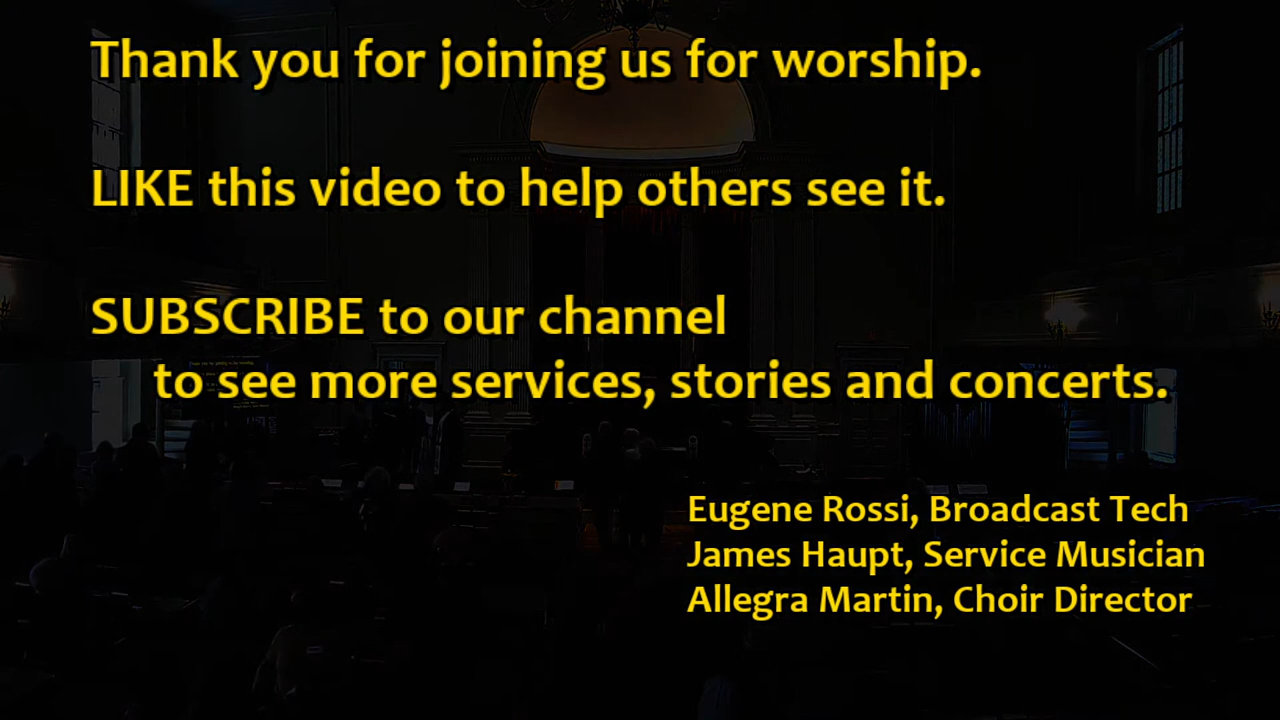 Thank you for joining us for worship.
LIKE this video to help others see it.
SUBSCRIBE to our channel
to see more services, stories and concerts.
Eugene Rossi, Broadcast Tech
James Haupt, Service Musician
Allegra Martin, Choir Director